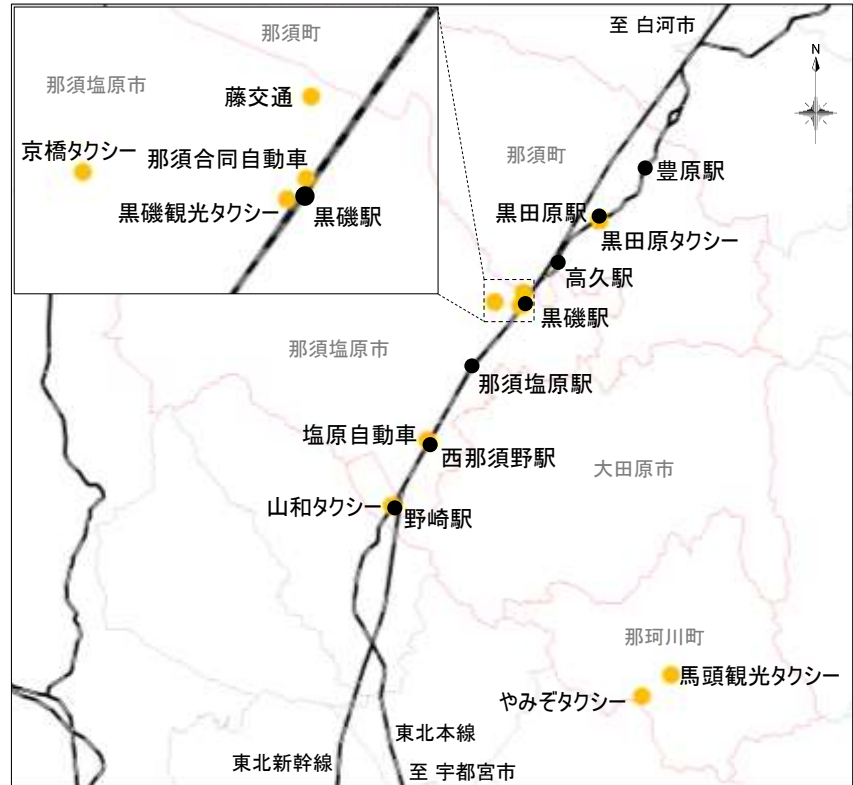 至 白河市
那須町
N
那須塩原市
藤交通
京橋タクシー
那須合同自動車
黒磯観光タクシー
黒磯駅
那須町
豊原駅
黒田原駅
黒田原タクシー
高久駅
黒磯駅
那須塩原市
那須塩原駅
塩原自動車
西那須野駅
大田原市
山和タクシー
野崎駅
那珂川町
馬頭観光タクシー
やみぞタクシー
東北本線
東北新幹線
至 宇都宮市